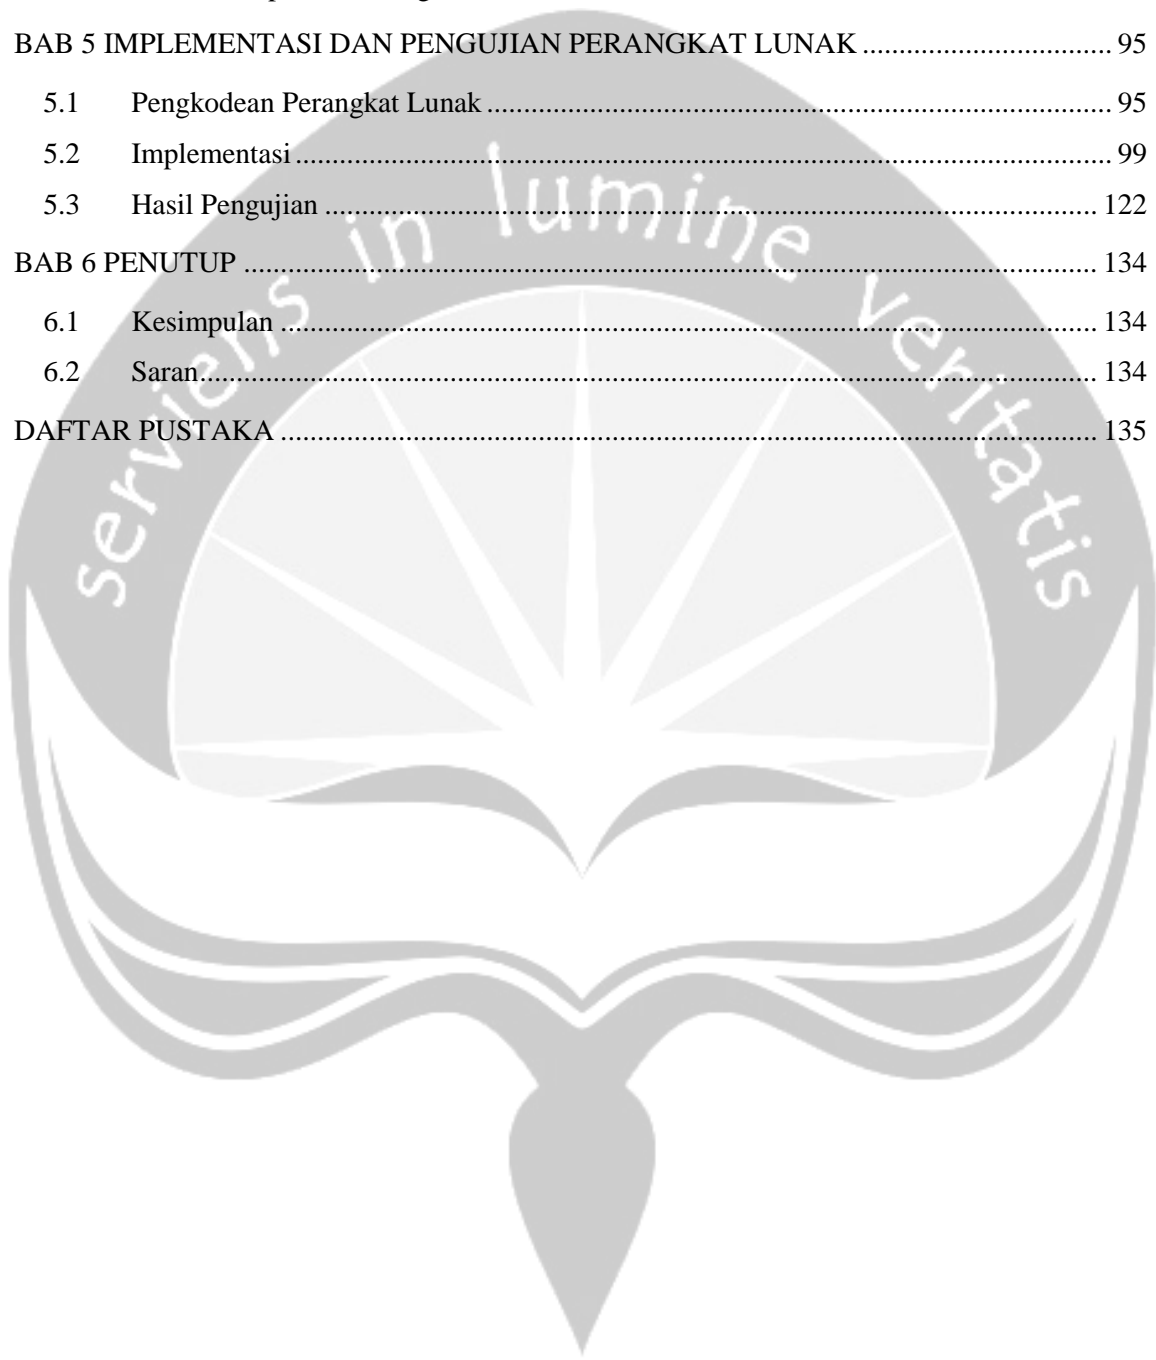 BAB 5 IMPLEMENTASI DAN PENGUJIAN PERANGKAT LUNAK .................................. 95
5.1 Pengkodean Perangkat Lunak .................................................................................... 95
5.2 Implementasi .............................................................................................................. 99
5.3 Hasil Pengujian ........................................................................................................ 122
BAB 6 PENUTUP .................................................................................................................. 134
6.1 Kesimpulan .............................................................................................................. 134
6.2 Saran ......................................................................................................................... 134
DAFTAR PUSTAKA ............................................................................................................. 135
serviens in lumine veritatis